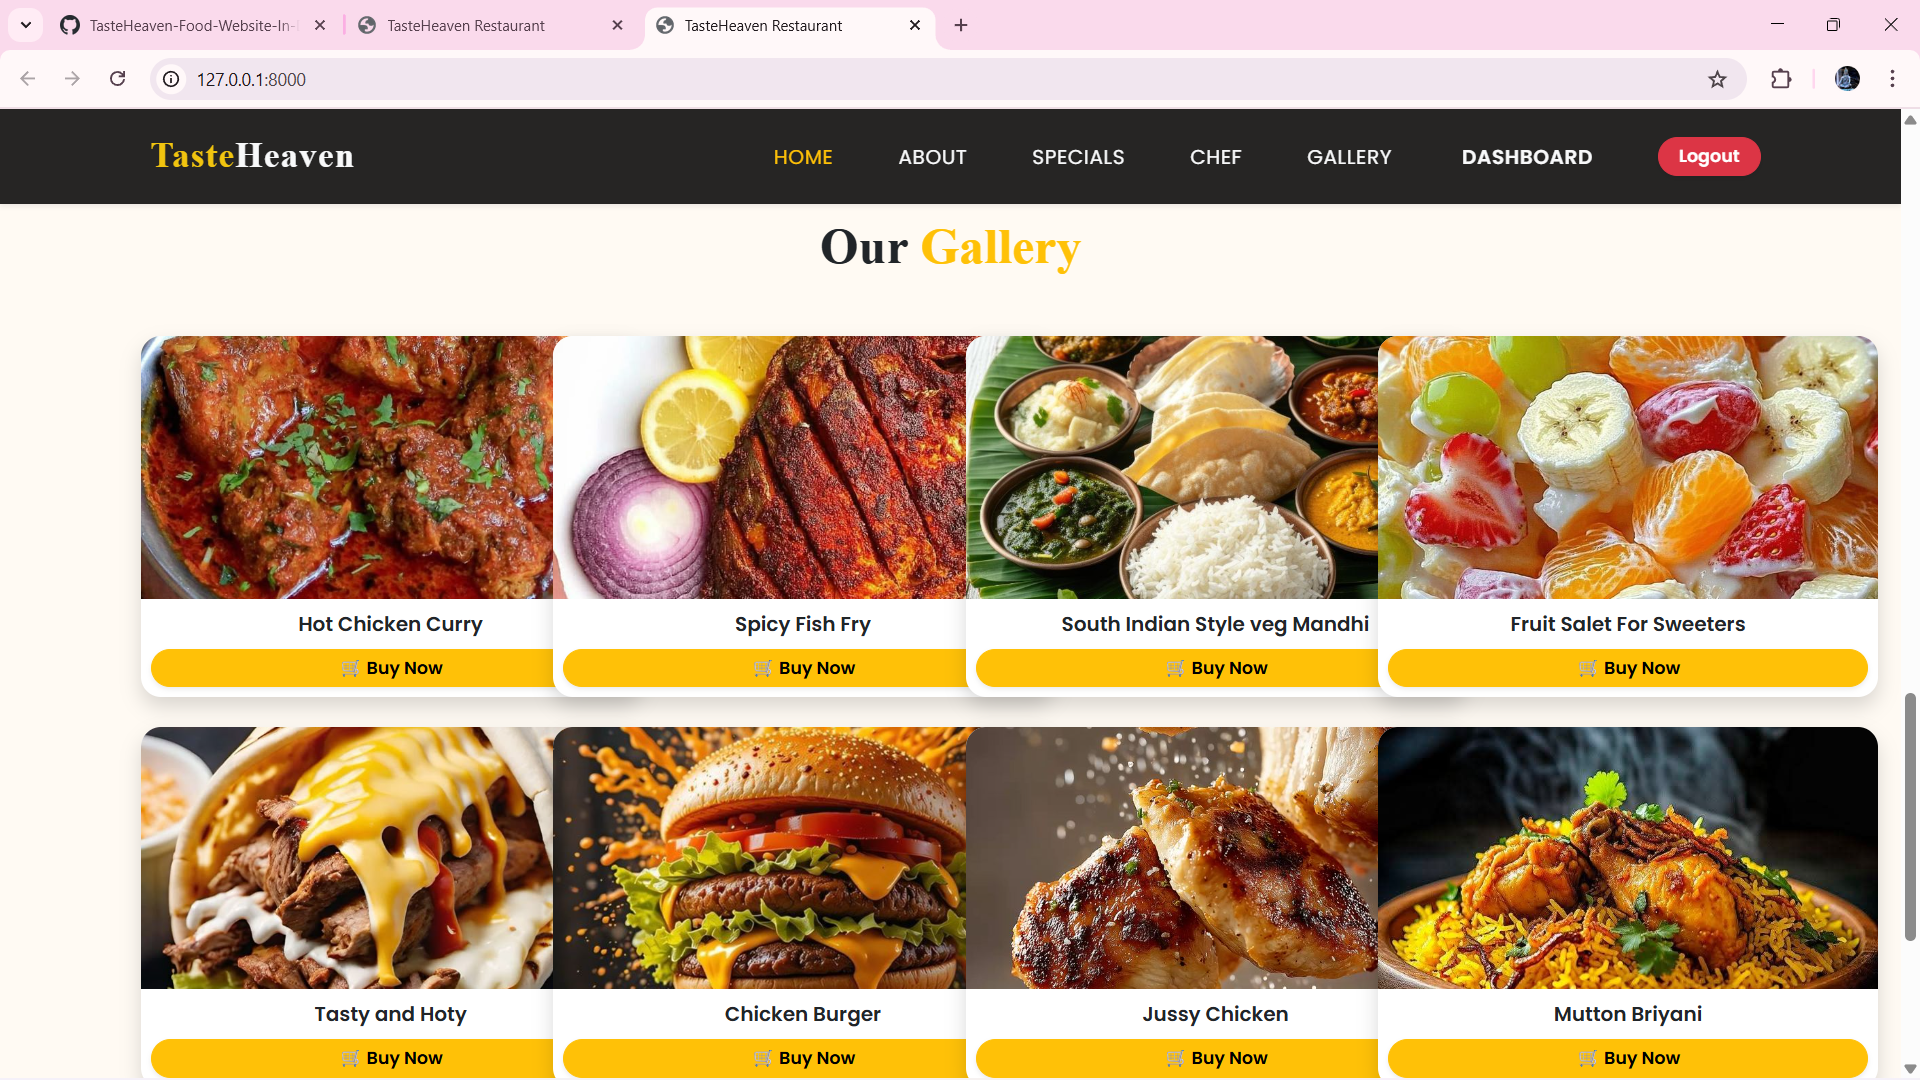 TasteHeaven-Food-Website-In-
TasteHeaven Restaurant
TasteHeaven Restaurant
127.0.0.1:8000
TasteHeaven
HOME
ABOUT
SPECIALS
CHEF
GALLERY
DASHBOARD
Logout
Our Gallery
Hot Chicken Curry
Spicy Fish Fry
South Indian Style veg Mandhi
Fruit Salet For Sweeters
🛒 Buy Now
🛒 Buy Now
🛒 Buy Now
🛒 Buy Now
Tasty and Hoty
Chicken Burger
Jussy Chicken
Mutton Briyani
🛒 Buy Now
🛒 Buy Now
🛒 Buy Now
🛒 Buy Now